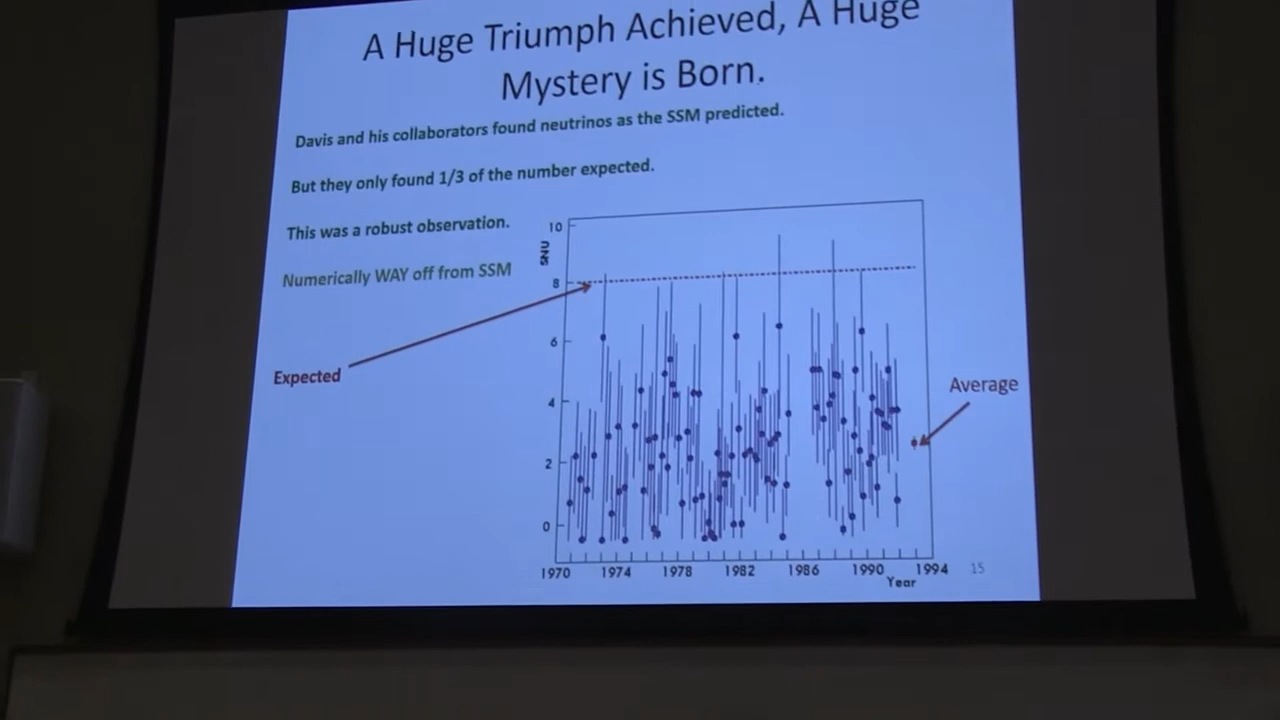 A Huge Triumph Achieved, A Huge
Mystery is Born.
Davis and his collaborators found neutrinos as the SSM predicted.
But they only found 1/3 of the number expected.
This was a robust observation.
Numerically WAY off from SSM
Expected
Average
SNU
10
8
6
4
2
0
1970 1974 1978 1982 1986 1990 1994
Year
15